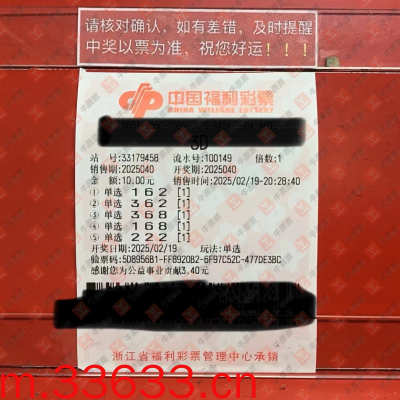 请核对确认，如有差错，及时提醒
中奖以票为准，祝您好运！！！
中国福利彩票
CHINA WELFARE LOTTERY
3D
站 号:33179458 流水号:100149 倍数:1
销售期:2025040 开奖期:2025040
金 额:10.00元 销售时间:2025/02/19-20:28:40
① 单选 1 6 2 [1]
② 单选 3 6 2 [1]
③ 单选 3 6 8 [1]
④ 单选 1 6 8 [1]
⑤ 单选 2 2 2 [1]
开奖日期:2025/02/19 玩法:单选
验票码:5D8956B1-FF8920B2-6F97C52C-477DE3BC
感谢您为公益事业贡献3.40元
浙江省福利彩票管理中心承销
m.33633.cn